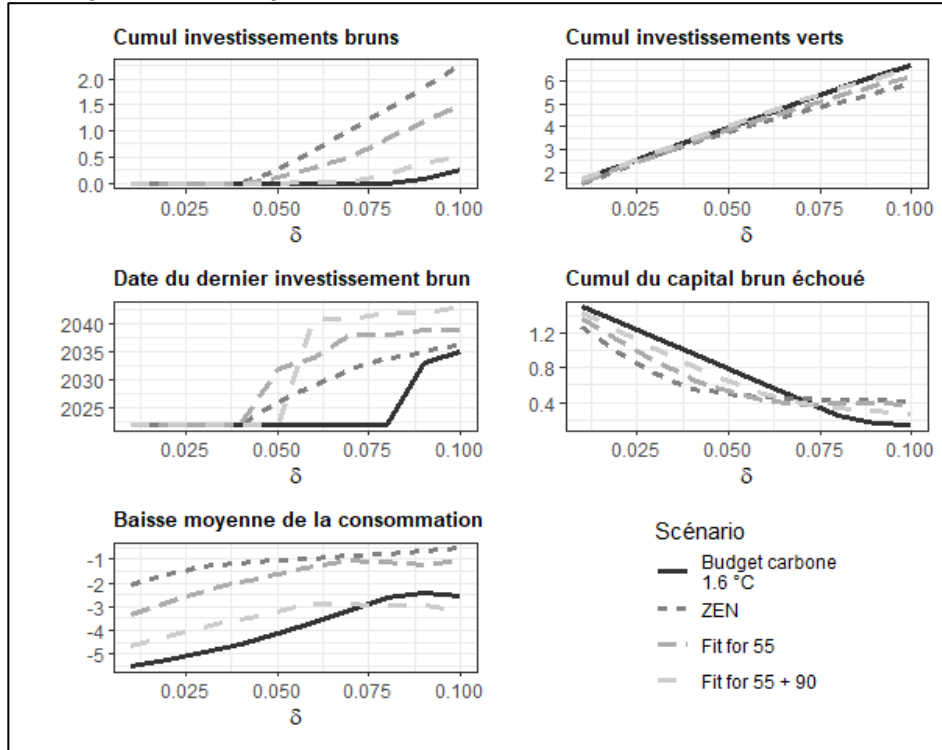 Cumul investissements bruns
2.0
1.5
1.0
0.5
0.0
0.025 0.050 0.075 0.100
δ
Cumul investissements verts
6
5
4
3
2
0.025 0.050 0.075 0.100
δ
Date du dernier investissement brun
2040
2035
2030
2025
0.025 0.050 0.075 0.100
δ
Cumul du capital brun échoué
1.2
0.8
0.4
0.025 0.050 0.075 0.100
δ
Baisse moyenne de la consommation
-1
-2
-3
-4
-5
0.025 0.050 0.075 0.100
δ
Scénario
Budget carbone
1.6 °C
ZEN
Fit for 55
Fit for 55 + 90